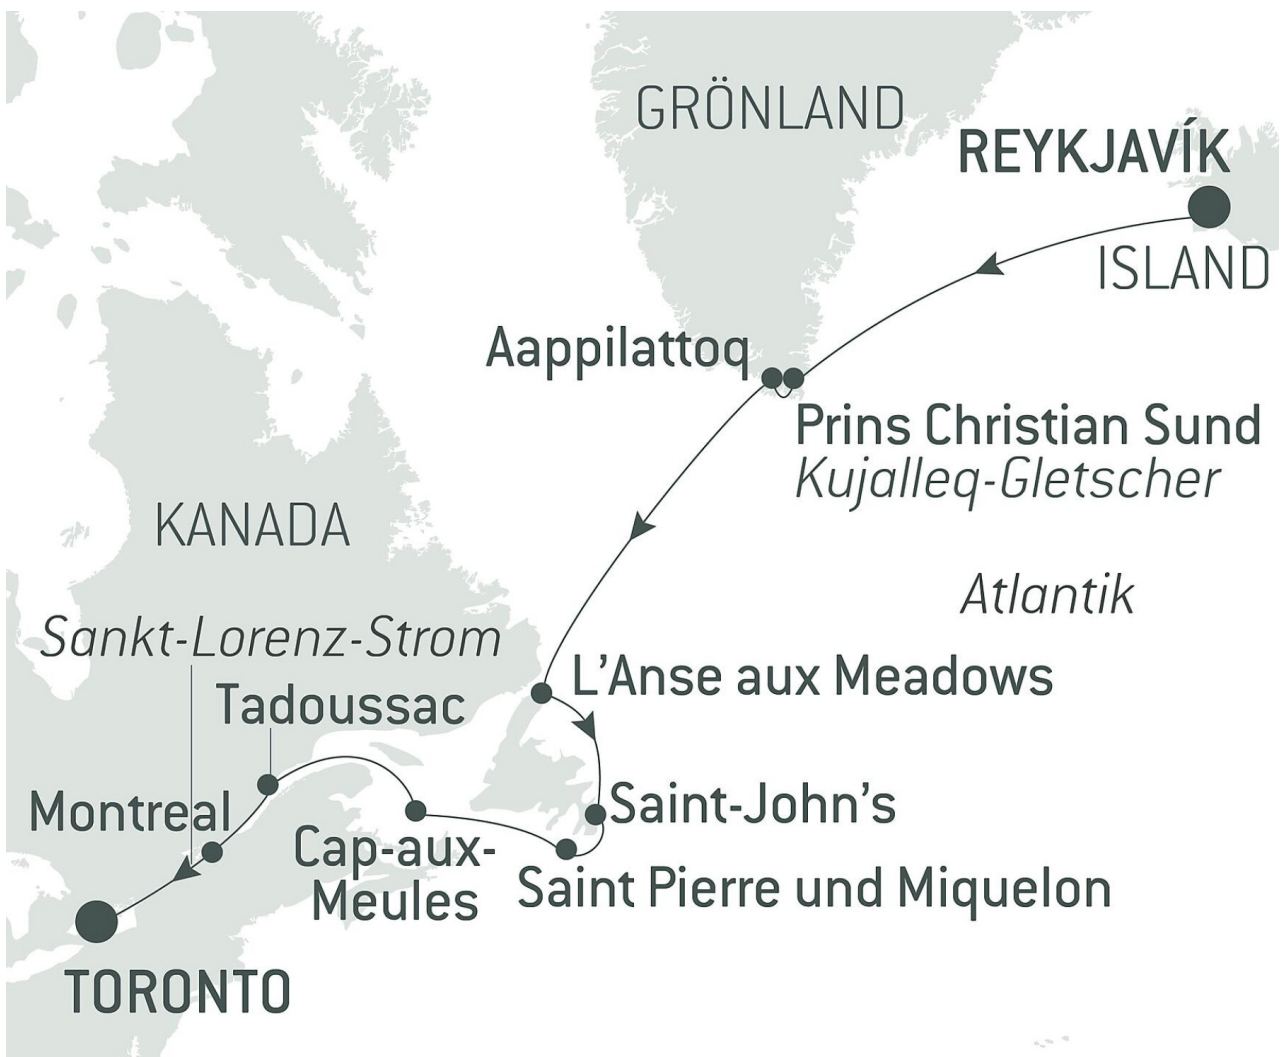 GRÖNLAND
REYKJAVÍK
ISLAND
Aappilattoq
Prins Christian Sund
Kujalleq-Gletscher
KANADA
Atlantik
Sankt-Lorenz-Strom
L’Anse aux Meadows
Tadoussac
Montreal
Saint-John’s
Cap-aux-
Meules
Saint Pierre und Miquelon
TORONTO